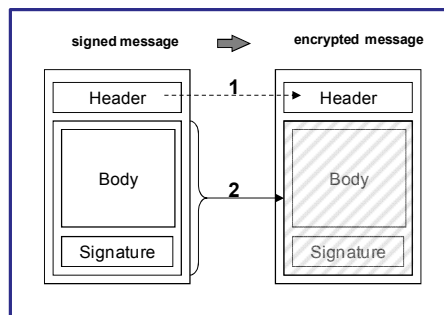 signed message encrypted message
Header 1 Header
Body 2 Body
Signature Signature